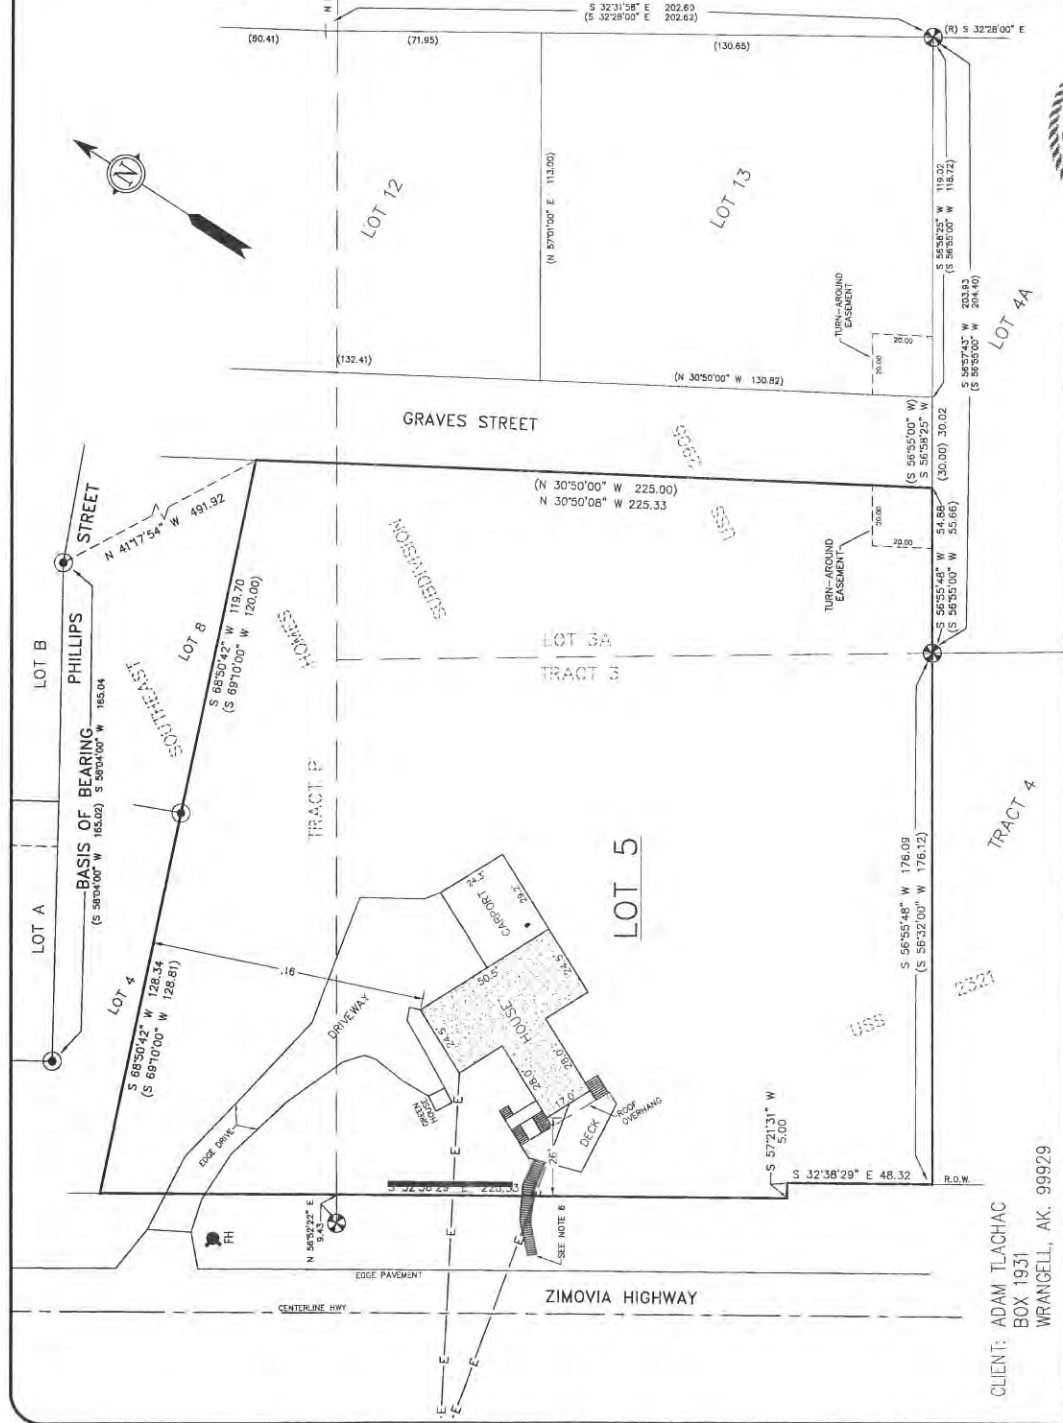 S 32°31'58" E 202.60
(S 32°28'00" E 202.62)
(R) S 32°28'00" E
(90.41)
(71.95)
(130.65)
N
LOT 12
(N 57°01'00" E 113.00)
LOT 13
S 56°58'25" W 119.02
(S 56°55'00" W 118.72)
S 56°57'43" W 203.93
(S 56°55'00" W 204.40)
LOT 4A
TURN-AROUND
EASEMENT
20.00
20.00
(132.41)
(N 30°50'00" W 130.82)
GRAVES STREET
(S 56°55'00" W)
S 56°58'25" W
(30.00) 30.02
USS
2905
(N 30°50'00" W 225.00)
N 30°50'08" W 225.33
N 41°17'54" W 491.92
PHILLIPS STREET
LOT B
LOT A
BASIS OF BEARING
(S 58°04'00" W 165.02) S 58°04'00" W 165.04
SOUTHEAST
HOMES
SUBDIVISION
LOT 8
S 68°50'42" W 119.70
(S 69°10'00" W 120.00)
TURN-AROUND
EASEMENT
20.00
20.00
S 56°55'48" W 54.88
(S 56°55'00" W 55.66)
LOT 3A
TRACT 3
TRACT P
LOT 4
S 68°50'42" W 128.34
(S 69°10'00" W 128.81)
91'
DRIVEWAY
CARPORT
24.3'
29.2'
HOUSE
50.5'
24.5'
24.5'
28.0'
28.0'
17.0'
GREEN
HOUSE
ROOF
OVERHANG
DECK
26'
LOT 5
S 56°55'48" W 176.09
(S 56°32'00" W 176.12)
TRACT 4
USS
2321
EDGE DRIVE
S 57°21'31" W
5.00
S 32°38'29" E 48.32
R.O.W.
N 56°52'22" E
9.43
FH
SEE NOTE 6
E
E
E
E
E
E
E
E
E
EDGE PAVEMENT
CENTERLINE HWY
ZIMOVIA HIGHWAY
CLIENT: ADAM TLACHAC
BOX 1931
WRANGELL, AK. 99929